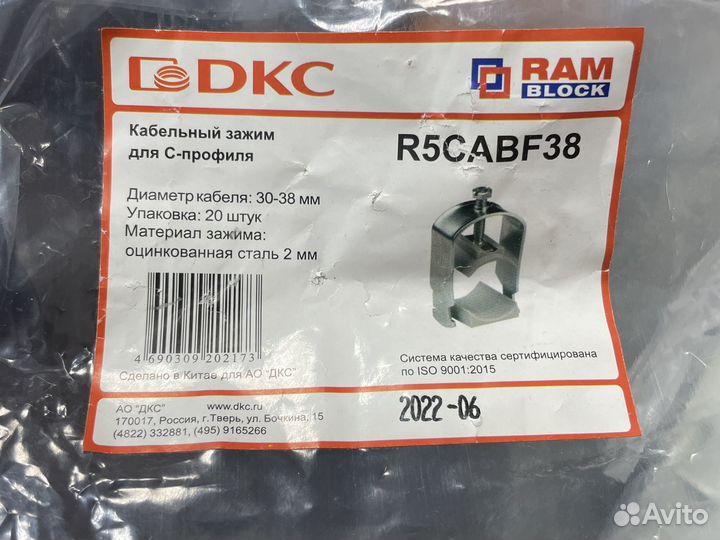 DKC
RAM
BLOCK
Кабельный зажим
для С-профиля
R5CABF38
Диаметр кабеля: 30-38 мм
Упаковка: 20 штук
Материал зажима:
оцинкованная сталь 2 мм
4 690309 202173
Сделано в Китае для АО "ДКС"
Система качества сертифицирована
по ISO 9001:2015
АО "ДКС" www.dkc.ru
170017, Россия, г.Тверь, ул. Бочкина, 15
(4822) 332881, (495) 9165266
2022-06
Avito